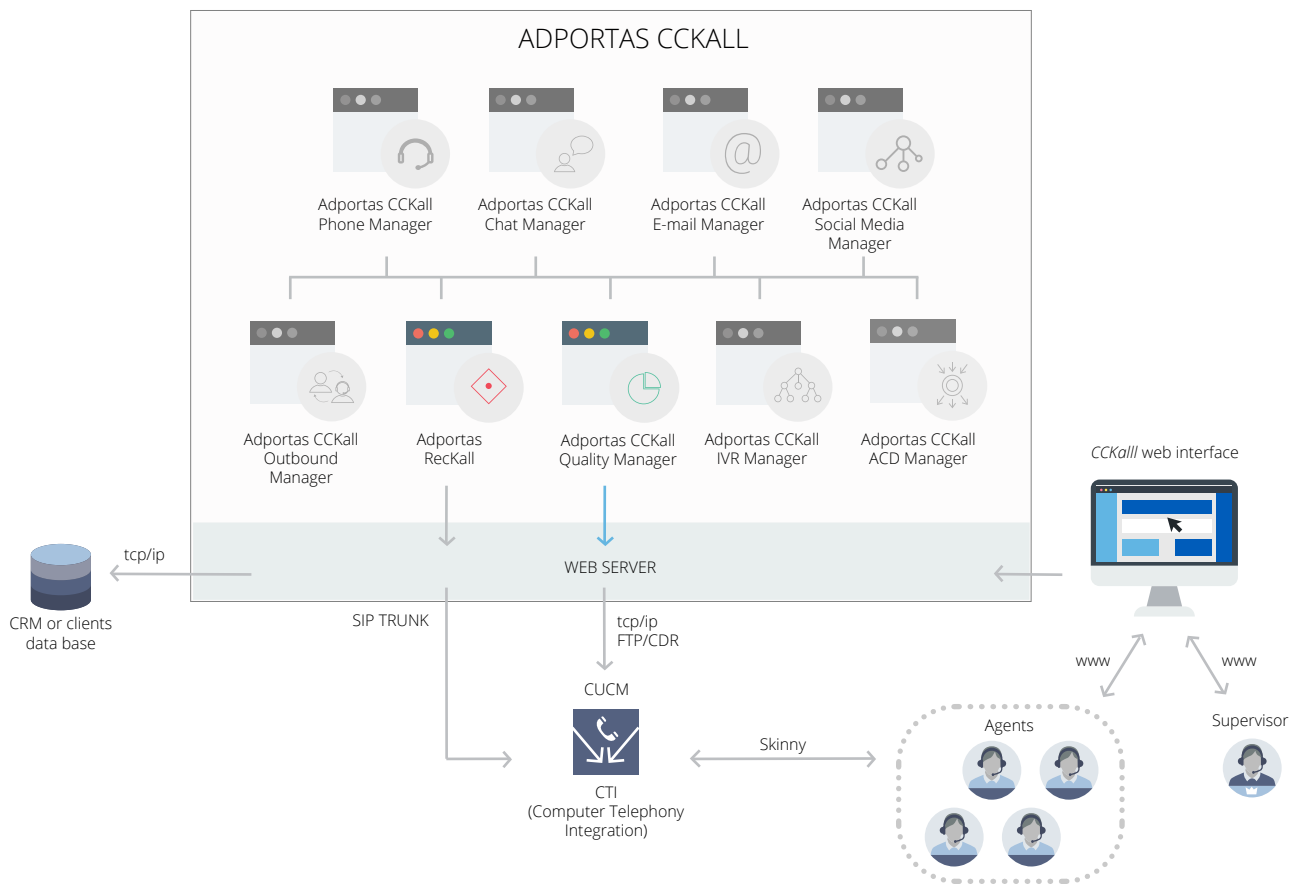 ADPORTAS CCKALL
Adportas CCKall
Phone Manager
Adportas CCKall
Chat Manager
@
Adportas CCKall
E-mail Manager
Adportas CCKall
Social Media
Manager
Adportas CCKall
Outbound
Manager
Adportas
RecKall
Adportas CCKall
Quality Manager
Adportas CCKall
IVR Manager
Adportas CCKall
ACD Manager
CCKalll web interface
tcp/ip
WEB SERVER
CRM or clients
data base
SIP TRUNK
tcp/ip
FTP/CDR
www
www
CUCM
Skinny
Agents
Supervisor
CTI
(Computer Telephony
Integration)